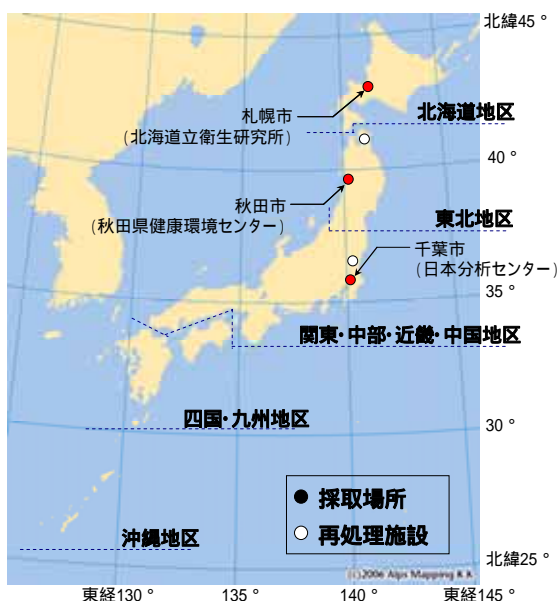 北緯45°
札幌市
(北海道立衛生研究所)
北海道地区
40°
秋田市
(秋田県健康環境センター)
東北地区
千葉市
(日本分析センター)
35°
関東・中部・近畿・中国地区
四国・九州地区
30°
採取場所
再処理施設
沖縄地区
北緯25°
(c)2006 Alps Mapping K.K.
東経130°
135°
140°
東経145°